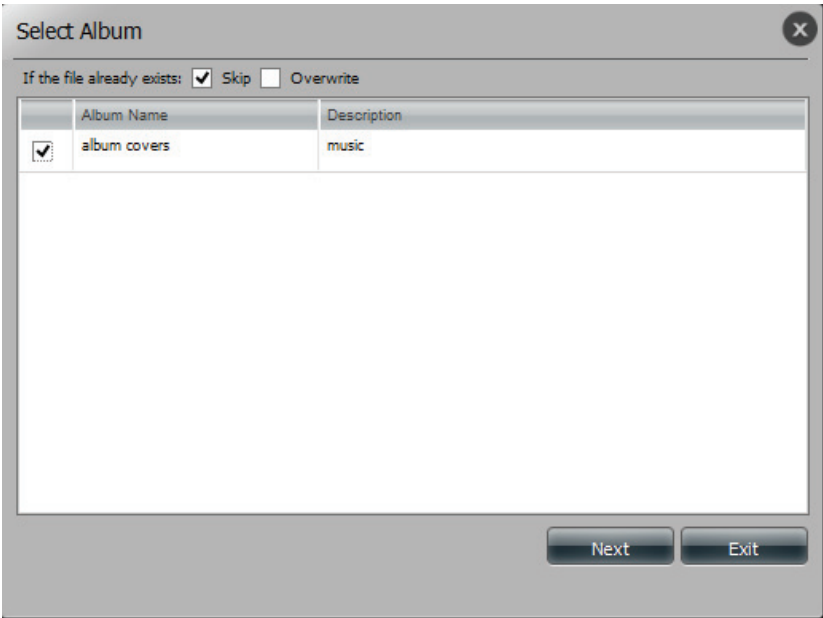 Select Album
If the file already exists: Skip Overwrite
Album Name Description
album covers music
Next Exit